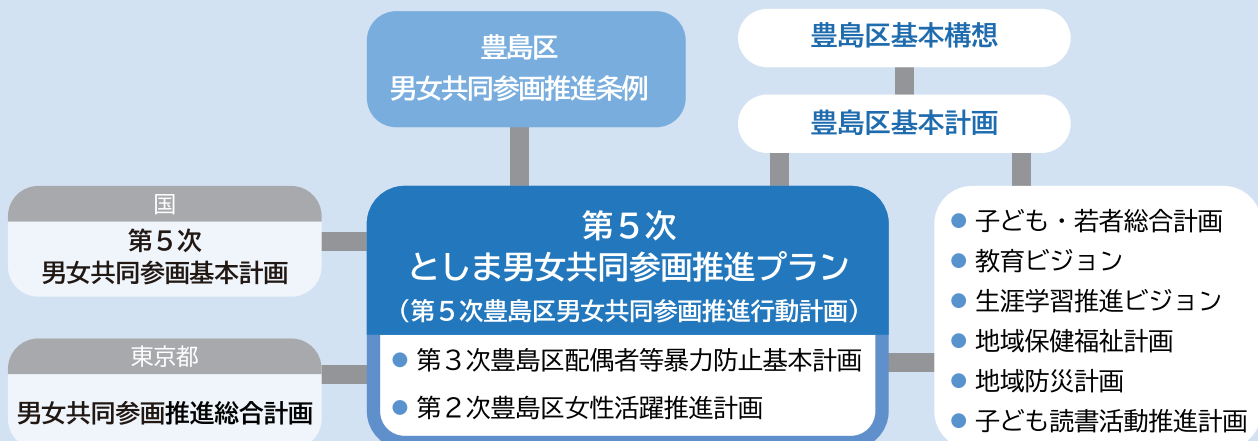 豊島区
男女共同参画推進条例
豊島区基本構想
豊島区基本計画
国
第5次
男女共同参画基本計画
東京都
男女共同参画推進総合計画
第5次
としま男女共同参画推進プラン
（第5次豊島区男女共同参画推進行動計画）
● 第3次豊島区配偶者等暴力防止基本計画
● 第2次豊島区女性活躍推進計画
● 子ども・若者総合計画
● 教育ビジョン
● 生涯学習推進ビジョン
● 地域保健福祉計画
● 地域防災計画
● 子ども読書活動推進計画